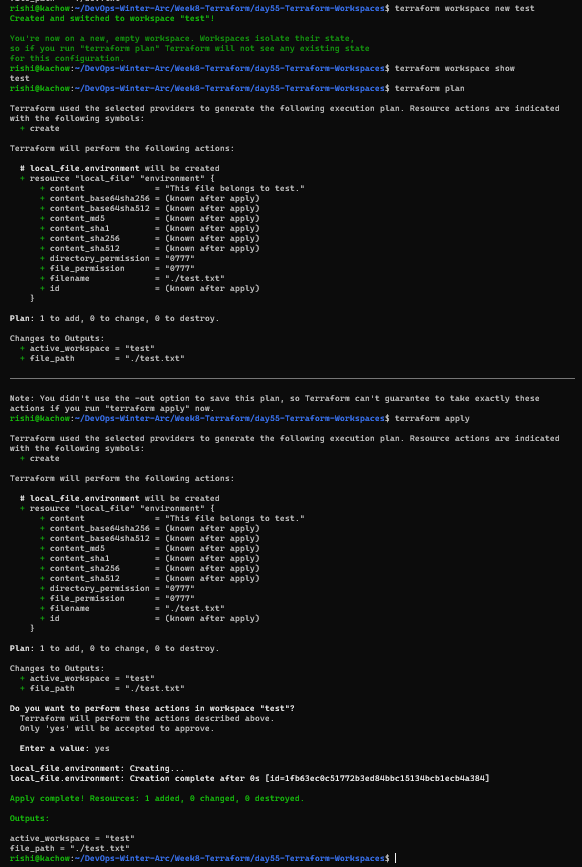 rishi@kachow:~/DevOps-Winter-Arc/Week8-Terraform/day55-Terraform-Workspaces$ terraform workspace new test
Created and switched to workspace "test"!

You're now on a new, empty workspace. Workspaces isolate their state,
so if you run "terraform plan" Terraform will not see any existing state
for this configuration.
rishi@kachow:~/DevOps-Winter-Arc/Week8-Terraform/day55-Terraform-Workspaces$ terraform workspace show
test
rishi@kachow:~/DevOps-Winter-Arc/Week8-Terraform/day55-Terraform-Workspaces$ terraform plan

Terraform used the selected providers to generate the following execution plan. Resource actions are indicated
with the following symbols:
  + create

Terraform will perform the following actions:

  # local_file.environment will be created
  + resource "local_file" "environment" {
      + content              = "This file belongs to test."
      + content_base64sha256 = (known after apply)
      + content_base64sha512 = (known after apply)
      + content_md5          = (known after apply)
      + content_sha1         = (known after apply)
      + content_sha256       = (known after apply)
      + content_sha512       = (known after apply)
      + directory_permission = "0777"
      + file_permission      = "0777"
      + filename             = "./test.txt"
      + id                   = (known after apply)
    }

Plan: 1 to add, 0 to change, 0 to destroy.

Changes to Outputs:
  + active_workspace = "test"
  + file_path        = "./test.txt"

Note: You didn't use the -out option to save this plan, so Terraform can't guarantee to take exactly these
actions if you run "terraform apply" now.
rishi@kachow:~/DevOps-Winter-Arc/Week8-Terraform/day55-Terraform-Workspaces$ terraform apply

Terraform used the selected providers to generate the following execution plan. Resource actions are indicated
with the following symbols:
  + create

Terraform will perform the following actions:

  # local_file.environment will be created
  + resource "local_file" "environment" {
      + content              = "This file belongs to test."
      + content_base64sha256 = (known after apply)
      + content_base64sha512 = (known after apply)
      + content_md5          = (known after apply)
      + content_sha1         = (known after apply)
      + content_sha256       = (known after apply)
      + content_sha512       = (known after apply)
      + directory_permission = "0777"
      + file_permission      = "0777"
      + filename             = "./test.txt"
      + id                   = (known after apply)
    }

Plan: 1 to add, 0 to change, 0 to destroy.

Changes to Outputs:
  + active_workspace = "test"
  + file_path        = "./test.txt"

Do you want to perform these actions in workspace "test"?
  Terraform will perform the actions described above.
  Only 'yes' will be accepted to approve.

  Enter a value: yes

local_file.environment: Creating...
local_file.environment: Creation complete after 0s [id=1fb63ec0c51772b3ed84bbc15134bcb1ecb4a384]

Apply complete! Resources: 1 added, 0 changed, 0 destroyed.

Outputs:

active_workspace = "test"
file_path = "./test.txt"
rishi@kachow:~/DevOps-Winter-Arc/Week8-Terraform/day55-Terraform-Workspaces$